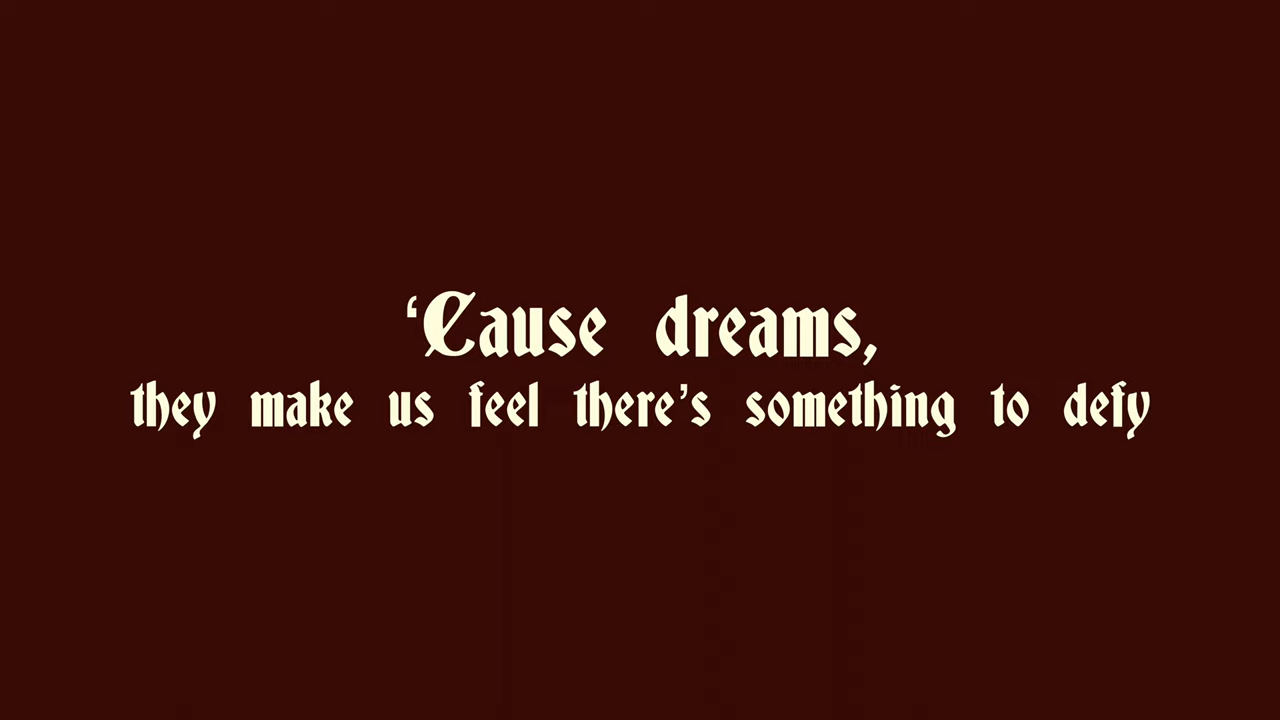 ‘Cause dreams,
they make us feel there’s something to defy